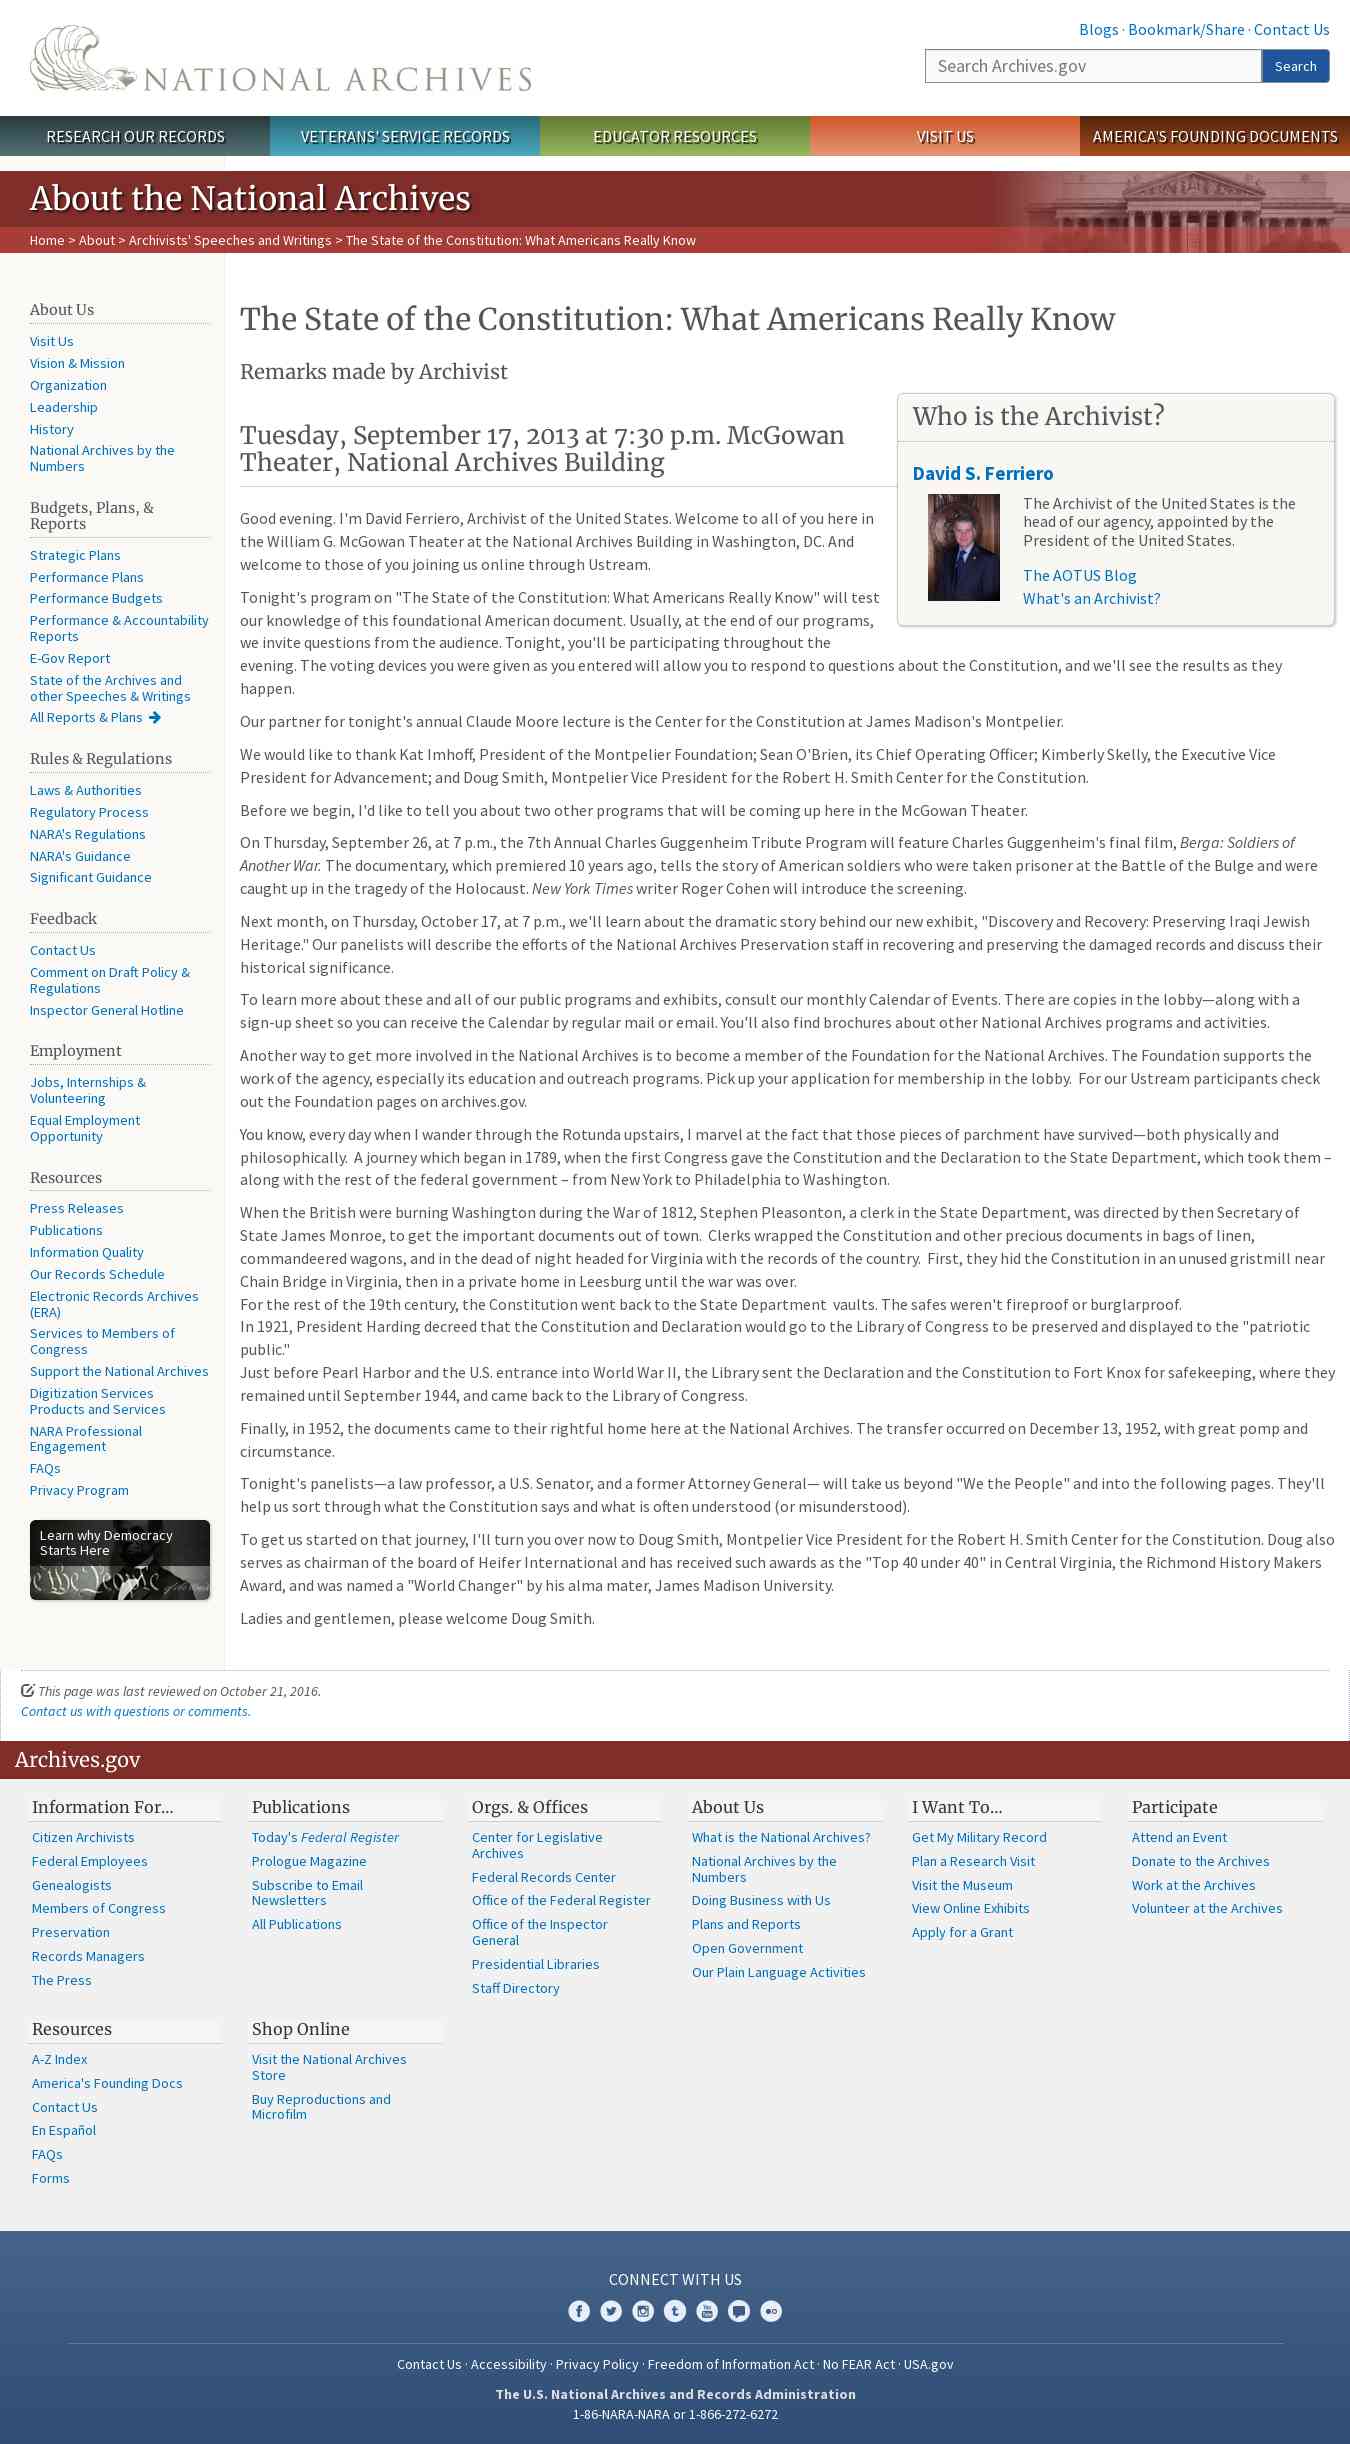 Blogs · Bookmark/Share · Contact Us
NATIONAL ARCHIVES
Search Archives.gov
Search
RESEARCH OUR RECORDS
VETERANS' SERVICE RECORDS
EDUCATOR RESOURCES
VISIT US
AMERICA'S FOUNDING DOCUMENTS
About the National Archives
Home > About > Archivists' Speeches and Writings > The State of the Constitution: What Americans Really Know
About Us
Visit Us
Vision & Mission
Organization
Leadership
History
National Archives by the
Numbers
Budgets, Plans, &
Reports
Strategic Plans
Performance Plans
Performance Budgets
Performance & Accountability
Reports
E-Gov Report
State of the Archives and
other Speeches & Writings
All Reports & Plans
Rules & Regulations
Laws & Authorities
Regulatory Process
NARA's Regulations
NARA's Guidance
Significant Guidance
Feedback
Contact Us
Comment on Draft Policy &
Regulations
Inspector General Hotline
Employment
Jobs, Internships &
Volunteering
Equal Employment
Opportunity
Resources
Press Releases
Publications
Information Quality
Our Records Schedule
Electronic Records Archives
(ERA)
Services to Members of
Congress
Support the National Archives
Digitization Services
Products and Services
NARA Professional
Engagement
FAQs
Privacy Program
Learn why Democracy
Starts Here
The State of the Constitution: What Americans Really Know
Remarks made by Archivist
Who is the Archivist?
David S. Ferriero
The Archivist of the United States is the
head of our agency, appointed by the
President of the United States.
The AOTUS Blog
What's an Archivist?
Tuesday, September 17, 2013 at 7:30 p.m. McGowan
Theater, National Archives Building
Good evening. I'm David Ferriero, Archivist of the United States. Welcome to all of you here in
the William G. McGowan Theater at the National Archives Building in Washington, DC. And
welcome to those of you joining us online through Ustream.
Tonight's program on "The State of the Constitution: What Americans Really Know" will test
our knowledge of this foundational American document. Usually, at the end of our programs,
we invite questions from the audience. Tonight, you'll be participating throughout the
evening. The voting devices you were given as you entered will allow you to respond to questions about the Constitution, and we'll see the results as they
happen.
Our partner for tonight's annual Claude Moore lecture is the Center for the Constitution at James Madison's Montpelier.
We would like to thank Kat Imhoff, President of the Montpelier Foundation; Sean O'Brien, its Chief Operating Officer; Kimberly Skelly, the Executive Vice
President for Advancement; and Doug Smith, Montpelier Vice President for the Robert H. Smith Center for the Constitution.
Before we begin, I'd like to tell you about two other programs that will be coming up here in the McGowan Theater.
On Thursday, September 26, at 7 p.m., the 7th Annual Charles Guggenheim Tribute Program will feature Charles Guggenheim's final film, Berga: Soldiers of
Another War. The documentary, which premiered 10 years ago, tells the story of American soldiers who were taken prisoner at the Battle of the Bulge and were
caught up in the tragedy of the Holocaust. New York Times writer Roger Cohen will introduce the screening.
Next month, on Thursday, October 17, at 7 p.m., we'll learn about the dramatic story behind our new exhibit, "Discovery and Recovery: Preserving Iraqi Jewish
Heritage." Our panelists will describe the efforts of the National Archives Preservation staff in recovering and preserving the damaged records and discuss their
historical significance.
To learn more about these and all of our public programs and exhibits, consult our monthly Calendar of Events. There are copies in the lobby—along with a
sign-up sheet so you can receive the Calendar by regular mail or email. You'll also find brochures about other National Archives programs and activities.
Another way to get more involved in the National Archives is to become a member of the Foundation for the National Archives. The Foundation supports the
work of the agency, especially its education and outreach programs. Pick up your application for membership in the lobby. For our Ustream participants check
out the Foundation pages on archives.gov.
You know, every day when I wander through the Rotunda upstairs, I marvel at the fact that those pieces of parchment have survived—both physically and
philosophically. A journey which began in 1789, when the first Congress gave the Constitution and the Declaration to the State Department, which took them –
along with the rest of the federal government – from New York to Philadelphia to Washington.
When the British were burning Washington during the War of 1812, Stephen Pleasonton, a clerk in the State Department, was directed by then Secretary of
State James Monroe, to get the important documents out of town. Clerks wrapped the Constitution and other precious documents in bags of linen,
commandeered wagons, and in the dead of night headed for Virginia with the records of the country. First, they hid the Constitution in an unused gristmill near
Chain Bridge in Virginia, then in a private home in Leesburg until the war was over.
For the rest of the 19th century, the Constitution went back to the State Department vaults. The safes weren't fireproof or burglarproof.
In 1921, President Harding decreed that the Constitution and Declaration would go to the Library of Congress to be preserved and displayed to the "patriotic
public."
Just before Pearl Harbor and the U.S. entrance into World War II, the Library sent the Declaration and the Constitution to Fort Knox for safekeeping, where they
remained until September 1944, and came back to the Library of Congress.
Finally, in 1952, the documents came to their rightful home here at the National Archives. The transfer occurred on December 13, 1952, with great pomp and
circumstance.
Tonight's panelists—a law professor, a U.S. Senator, and a former Attorney General— will take us beyond "We the People" and into the following pages. They'll
help us sort through what the Constitution says and what is often understood (or misunderstood).
To get us started on that journey, I'll turn you over now to Doug Smith, Montpelier Vice President for the Robert H. Smith Center for the Constitution. Doug also
serves as chairman of the board of Heifer International and has received such awards as the "Top 40 under 40" in Central Virginia, the Richmond History Makers
Award, and was named a "World Changer" by his alma mater, James Madison University.
Ladies and gentlemen, please welcome Doug Smith.
This page was last reviewed on October 21, 2016.
Contact us with questions or comments.
Archives.gov
Information For…
Citizen Archivists
Federal Employees
Genealogists
Members of Congress
Preservation
Records Managers
The Press
Publications
Today's Federal Register
Prologue Magazine
Subscribe to Email
Newsletters
All Publications
Orgs. & Offices
Center for Legislative
Archives
Federal Records Center
Office of the Federal Register
Office of the Inspector
General
Presidential Libraries
Staff Directory
About Us
What is the National Archives?
National Archives by the
Numbers
Doing Business with Us
Plans and Reports
Open Government
Our Plain Language Activities
I Want To…
Get My Military Record
Plan a Research Visit
Visit the Museum
View Online Exhibits
Apply for a Grant
Participate
Attend an Event
Donate to the Archives
Work at the Archives
Volunteer at the Archives
Resources
A-Z Index
America's Founding Docs
Contact Us
En Español
FAQs
Forms
Shop Online
Visit the National Archives
Store
Buy Reproductions and
Microfilm
CONNECT WITH US
Contact Us · Accessibility · Privacy Policy · Freedom of Information Act · No FEAR Act · USA.gov
The U.S. National Archives and Records Administration
1-86-NARA-NARA or 1-866-272-6272